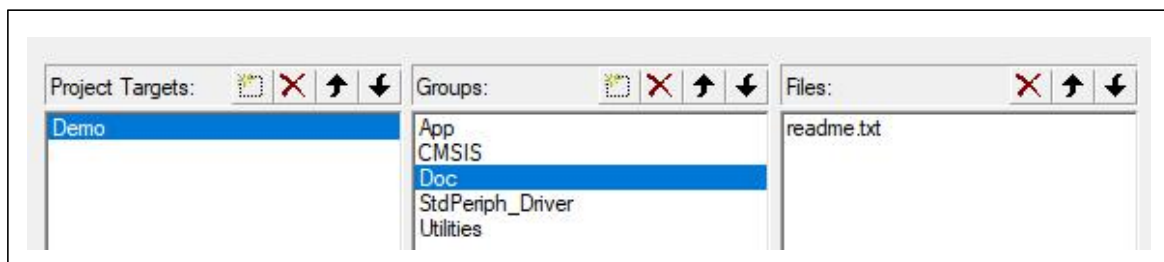 Project Targets:
Demo
Groups:
App
CMSIS
Doc
StdPeriph_Driver
Utilities
Files:
readme.txt